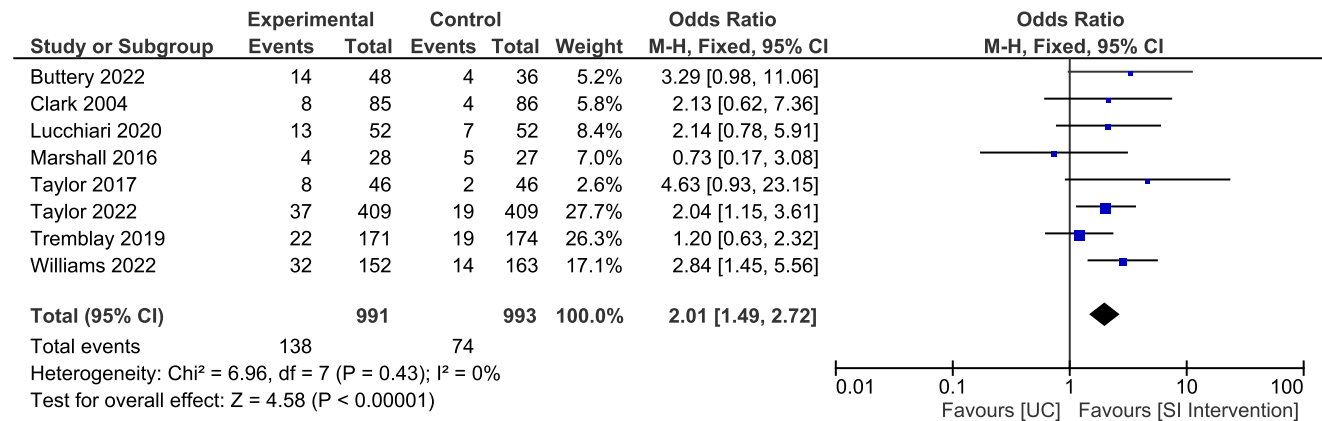 Experimental Control Odds Ratio Odds Ratio
Study or Subgroup Events Total Events Total Weight M-H, Fixed, 95% CI M-H, Fixed, 95% CI
Buttery 2022 14 48 4 36 5.2% 3.29 [0.98, 11.06]
Clark 2004 8 85 4 86 5.8% 2.13 [0.62, 7.36]
Lucchiari 2020 13 52 7 52 8.4% 2.14 [0.78, 5.91]
Marshall 2016 4 28 5 27 7.0% 0.73 [0.17, 3.08]
Taylor 2017 8 46 2 46 2.6% 4.63 [0.93, 23.15]
Taylor 2022 37 409 19 409 27.7% 2.04 [1.15, 3.61]
Tremblay 2019 22 171 19 174 26.3% 1.20 [0.63, 2.32]
Williams 2022 32 152 14 163 17.1% 2.84 [1.45, 5.56]
Total (95% CI) 991 993 100.0% 2.01 [1.49, 2.72]
Total events 138 74
Heterogeneity: Chi² = 6.96, df = 7 (P = 0.43); I² = 0%
Test for overall effect: Z = 4.58 (P < 0.00001)
0.01 0.1 1 10 100
Favours [UC] Favours [SI Intervention]